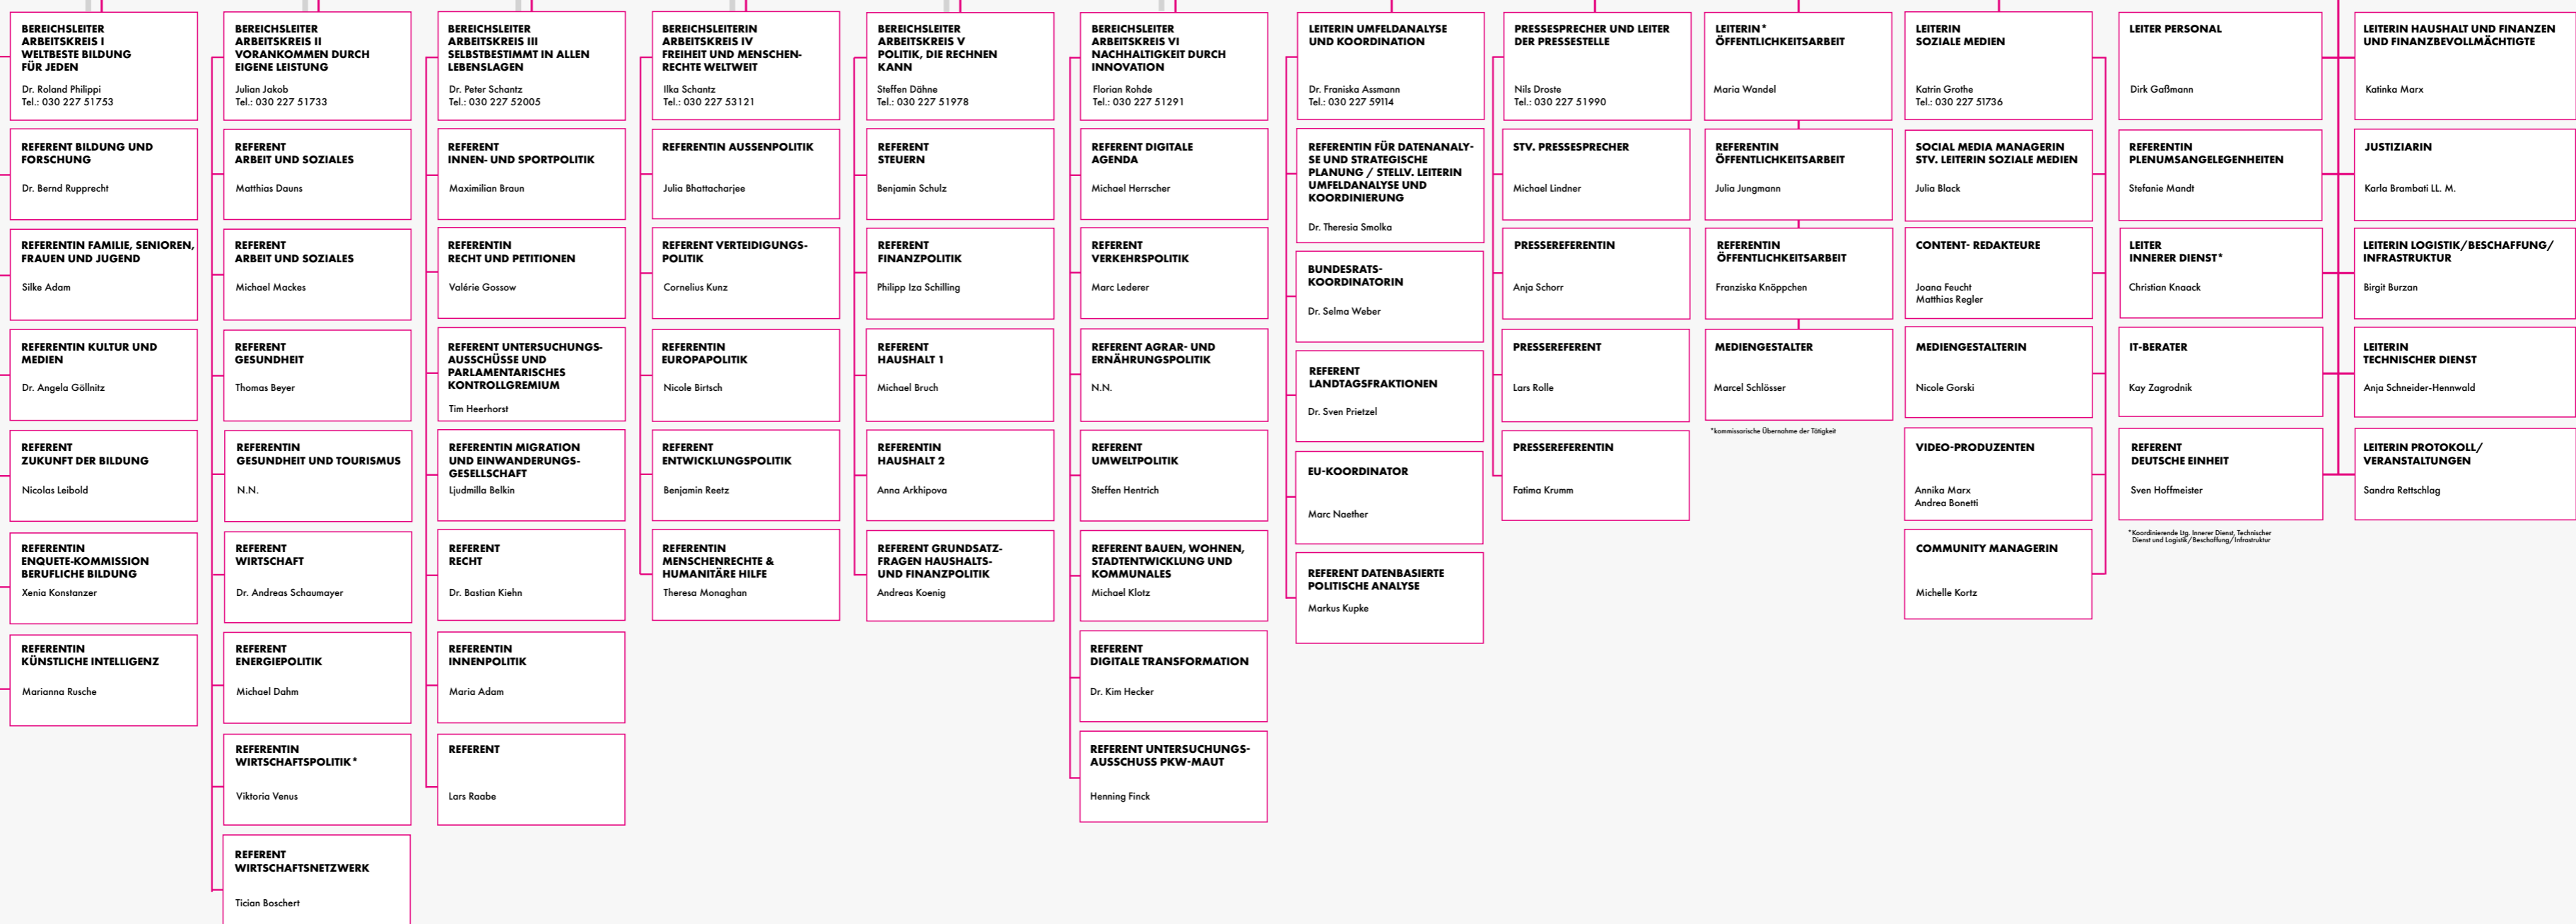 BEREICHSLEITER
ARBEITSKREIS I
WELTBESTE BILDUNG
FÜR JEDEN
Dr. Roland Philippi
Tel.: 030 227 51753
REFERENT BILDUNG UND
FORSCHUNG
Dr. Bernd Rupprecht
REFERENTIN FAMILIE, SENIOREN,
FRAUEN UND JUGEND
Silke Adam
REFERENTIN KULTUR UND
MEDIEN
Dr. Angela Göllnitz
REFERENT
ZUKUNFT DER BILDUNG
Nicolas Leibold
REFERENTIN
ENQUETE-KOMMISSION
BERUFLICHE BILDUNG
Xenia Konstanzer
REFERENTIN
KÜNSTLICHE INTELLIGENZ
Marianna Rusche
BEREICHSLEITER
ARBEITSKREIS II
VORANKOMMEN DURCH
EIGENE LEISTUNG
Julian Jakob
Tel.: 030 227 51733
REFERENT
ARBEIT UND SOZIALES
Matthias Dauns
REFERENT
ARBEIT UND SOZIALES
Michael Mackes
REFERENT
GESUNDHEIT
Thomas Beyer
REFERENTIN
GESUNDHEIT UND TOURISMUS
N.N.
REFERENT
WIRTSCHAFT
Dr. Andreas Schaumayer
REFERENT
ENERGIEPOLITIK
Michael Dahm
REFERENTIN
WIRTSCHAFTSPOLITIK*
Viktoria Venus
REFERENT
WIRTSCHAFTSNETZWERK
Tician Boschert
BEREICHSLEITER
ARBEITSKREIS III
SELBSTBESTIMMT IN ALLEN
LEBENSLAGEN
Dr. Peter Schantz
Tel.: 030 227 52005
REFERENT
INNEN- UND SPORTPOLITIK
Maximilian Braun
REFERENTIN
RECHT UND PETITIONEN
Valérie Gossow
REFERENT UNTERSUCHUNGS-
AUSSCHÜSSE UND
PARLAMENTARISCHES
KONTROLLGREMIUM
Tim Heerhorst
REFERENTIN MIGRATION
UND EINWANDERUNGS-
GESELLSCHAFT
Ljudmilla Belkin
REFERENT
RECHT
Dr. Bastian Kiehn
REFERENTIN
INNENPOLITIK
Maria Adam
REFERENT
Lars Raabe
BEREICHSLEITERIN
ARBEITSKREIS IV
FREIHEIT UND MENSCHEN-
RECHTE WELTWEIT
Ilka Schantz
Tel.: 030 227 53121
REFERENTIN AUSSENPOLITIK
Julia Bhattacharjee
REFERENT VERTEIDIGUNGS-
POLITIK
Cornelius Kunz
REFERENTIN
EUROPAPOLITIK
Nicole Birtsch
REFERENT
ENTWICKLUNGSPOLITIK
Benjamin Reetz
REFERENTIN
MENSCHENRECHTE &
HUMANITÄRE HILFE
Theresa Monaghan
BEREICHSLEITER
ARBEITSKREIS V
POLITIK, DIE RECHNEN
KANN
Steffen Dähne
Tel.: 030 227 51978
REFERENT
STEUERN
Benjamin Schulz
REFERENT
FINANZPOLITIK
Philipp Iza Schilling
REFERENT
HAUSHALT 1
Michael Bruch
REFERENTIN
HAUSHALT 2
Anna Arkhipova
REFERENT GRUNDSATZ-
FRAGEN HAUSHALTS-
UND FINANZPOLITIK
Andreas Koenig
BEREICHSLEITER
ARBEITSKREIS VI
NACHHALTIGKEIT DURCH
INNOVATION
Florian Rohde
Tel.: 030 227 51291
REFERENT DIGITALE
AGENDA
Michael Herrscher
REFERENT
VERKEHRSPOLITIK
Marc Lederer
REFERENT AGRAR- UND
ERNÄHRUNGSPOLITIK
N.N.
REFERENT
UMWELTPOLITIK
Steffen Hentrich
REFERENT BAUEN, WOHNEN,
STADTENTWICKLUNG UND
KOMMUNALES
Michael Klotz
REFERENT
DIGITALE TRANSFORMATION
Dr. Kim Hecker
REFERENT UNTERSUCHUNGS-
AUSSCHUSS PKW-MAUT
Henning Finck
LEITERIN UMFELDANALYSE
UND KOORDINATION
Dr. Franiska Assmann
Tel.: 030 227 59114
REFERENTIN FÜR DATENANALY-
SE UND STRATEGISCHE
PLANUNG / STELLV. LEITERIN
UMFELDANALYSE UND
KOORDINIERUNG
Dr. Theresia Smolka
BUNDESRATS-
KOORDINATORIN
Dr. Selma Weber
REFERENT
LANDTAGSFRAKTIONEN
Dr. Sven Prietzel
EU-KOORDINATOR
Marc Naether
REFERENT DATENBASIERTE
POLITISCHE ANALYSE
Markus Kupke
PRESSESPRECHER UND LEITER
DER PRESSESTELLE
Nils Droste
Tel.: 030 227 51990
STV. PRESSESPRECHER
Michael Lindner
PRESSEREFERENTIN
Anja Schorr
PRESSEREFERENT
Lars Rolle
PRESSEREFERENTIN
Fatima Krumm
LEITERIN*
ÖFFENTLICHKEITSARBEIT
Maria Wandel
REFERENTIN
ÖFFENTLICHKEITSARBEIT
Julia Jungmann
REFERENTIN
ÖFFENTLICHKEITSARBEIT
Franziska Knöppchen
MEDIENGESTALTER
Marcel Schlösser
*kommissarische Übernahme der Tätigkeit
LEITERIN
SOZIALE MEDIEN
Katrin Grothe
Tel.: 030 227 51736
SOCIAL MEDIA MANAGERIN
STV. LEITERIN SOZIALE MEDIEN
Julia Black
CONTENT- REDAKTEURE
Joana Feucht
Matthias Regler
MEDIENGESTALTERIN
Nicole Gorski
VIDEO-PRODUZENTEN
Annika Marx
Andrea Bonetti
COMMUNITY MANAGERIN
Michelle Kortz
LEITER PERSONAL
Dirk Gaßmann
REFERENTIN
PLENUMSANGELEGENHEITEN
Stefanie Mandt
LEITER
INNERER DIENST*
Christian Knaack
IT-BERATER
Kay Zagrodnik
REFERENT
DEUTSCHE EINHEIT
Sven Hoffmeister
*Koordinierende Ltg. Innerer Dienst, Technischer
Dienst und Logistik/Beschaffung/Infrastruktur
LEITERIN HAUSHALT UND FINANZEN
UND FINANZBEVOLLMÄCHTIGTE
Katinka Marx
JUSTIZIARIN
Karla Brambati LL. M.
LEITERIN LOGISTIK/BESCHAFFUNG/
INFRASTRUKTUR
Birgit Burzan
LEITERIN
TECHNISCHER DIENST
Anja Schneider-Hennwald
LEITERIN PROTOKOLL/
VERANSTALTUNGEN
Sandra Rettschlag